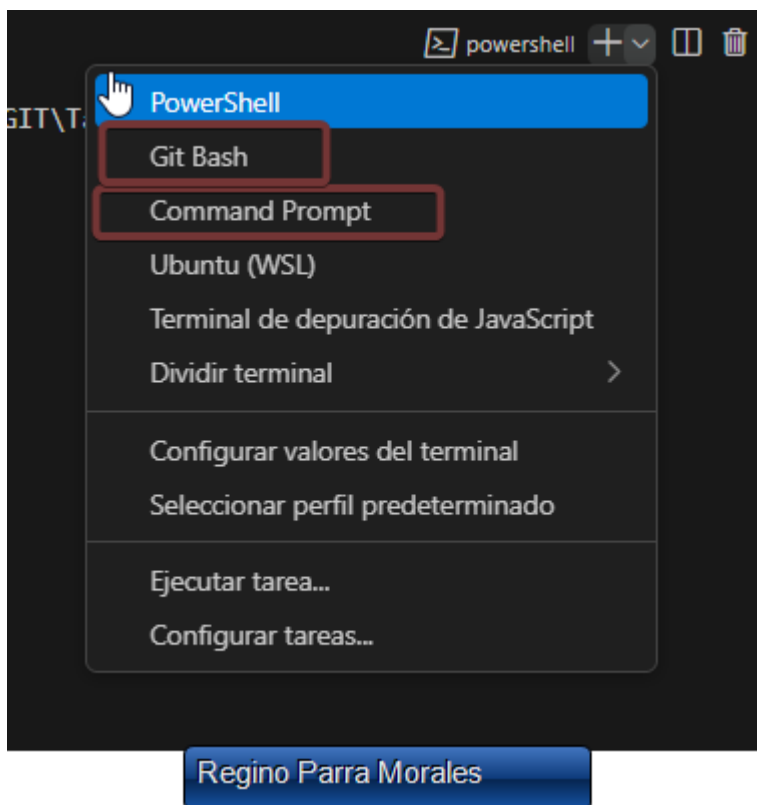 powershell
GIT\T
PowerShell
Git Bash
Command Prompt
Ubuntu (WSL)
Terminal de depuración de JavaScript
Dividir terminal
Configurar valores del terminal
Seleccionar perfil predeterminado
Ejecutar tarea...
Configurar tareas...
Regino Parra Morales